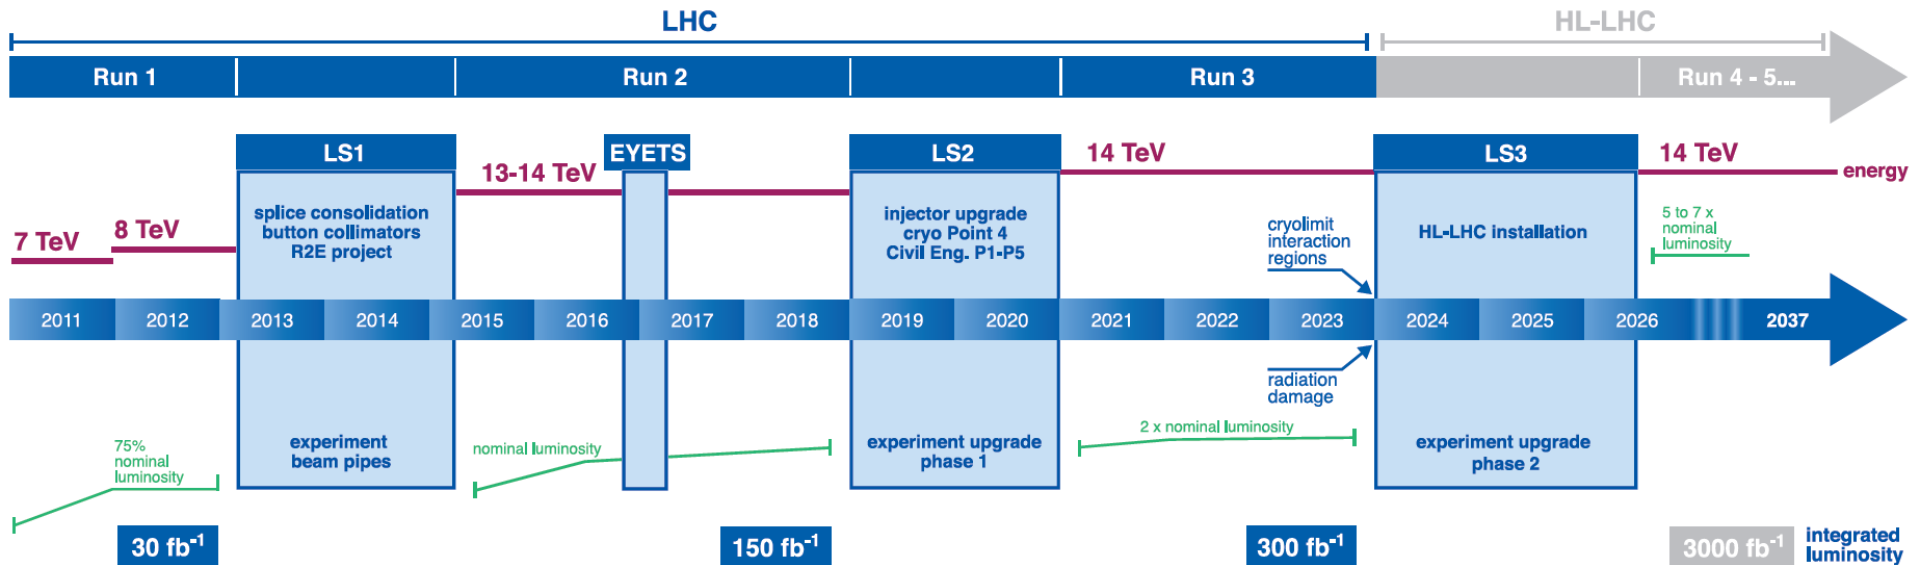 LHC
HL-LHC
Run 1
Run 2
Run 3
Run 4 - 5...
LS1
EYETS
LS2
LS3
7 TeV
8 TeV
13-14 TeV
14 TeV
14 TeV
energy
splice consolidation
button collimators
R2E project
injector upgrade
cryo Point 4
Civil Eng. P1-P5
cryolimit
interaction
regions
HL-LHC installation
5 to 7 x
nominal
luminosity
2011
2012
2013
2014
2015
2016
2017
2018
2019
2020
2021
2022
2023
2024
2025
2026
2037
radiation
damage
75%
nominal
luminosity
experiment
beam pipes
nominal luminosity
experiment upgrade
phase 1
2 x nominal luminosity
experiment upgrade
phase 2
30 fb⁻¹
150 fb⁻¹
300 fb⁻¹
3000 fb⁻¹
integrated
luminosity